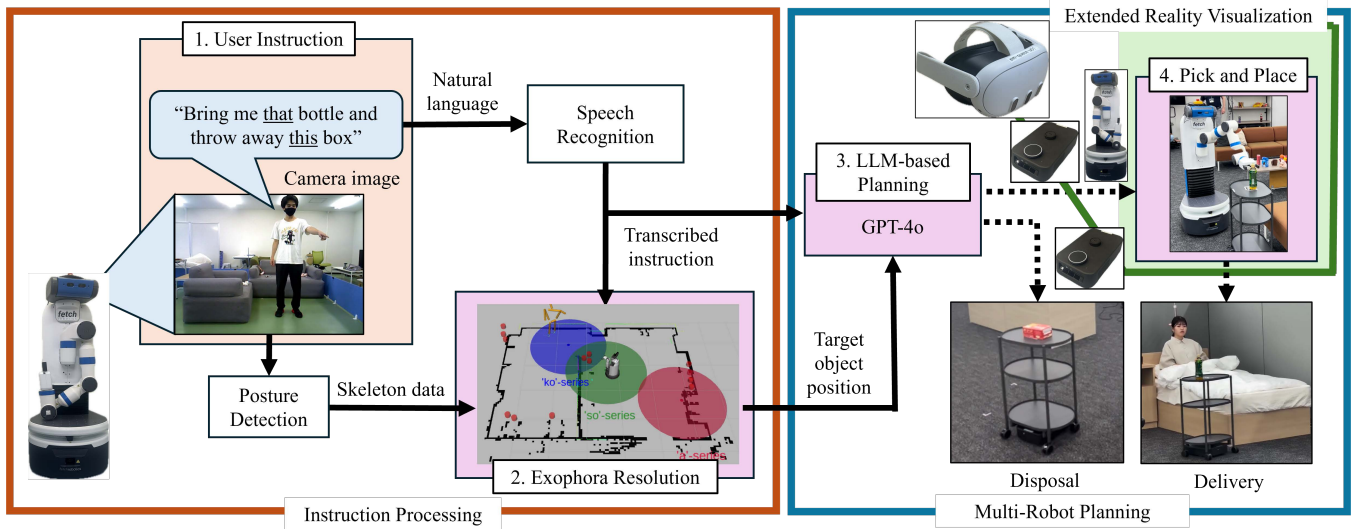 1. User Instruction
“Bring me that bottle and
throw away this box”
Camera image
fetch
Natural
language
Speech
Recognition
Transcribed
instruction
Posture
Detection
Skeleton data
'ko'-series
'so'-series
'a'-series
2. Exophora Resolution
Instruction Processing
Target
object
position
3. LLM-based
Planning
GPT-4o
Extended Reality Visualization
4. Pick and Place
fetch
Disposal
Delivery
Multi-Robot Planning